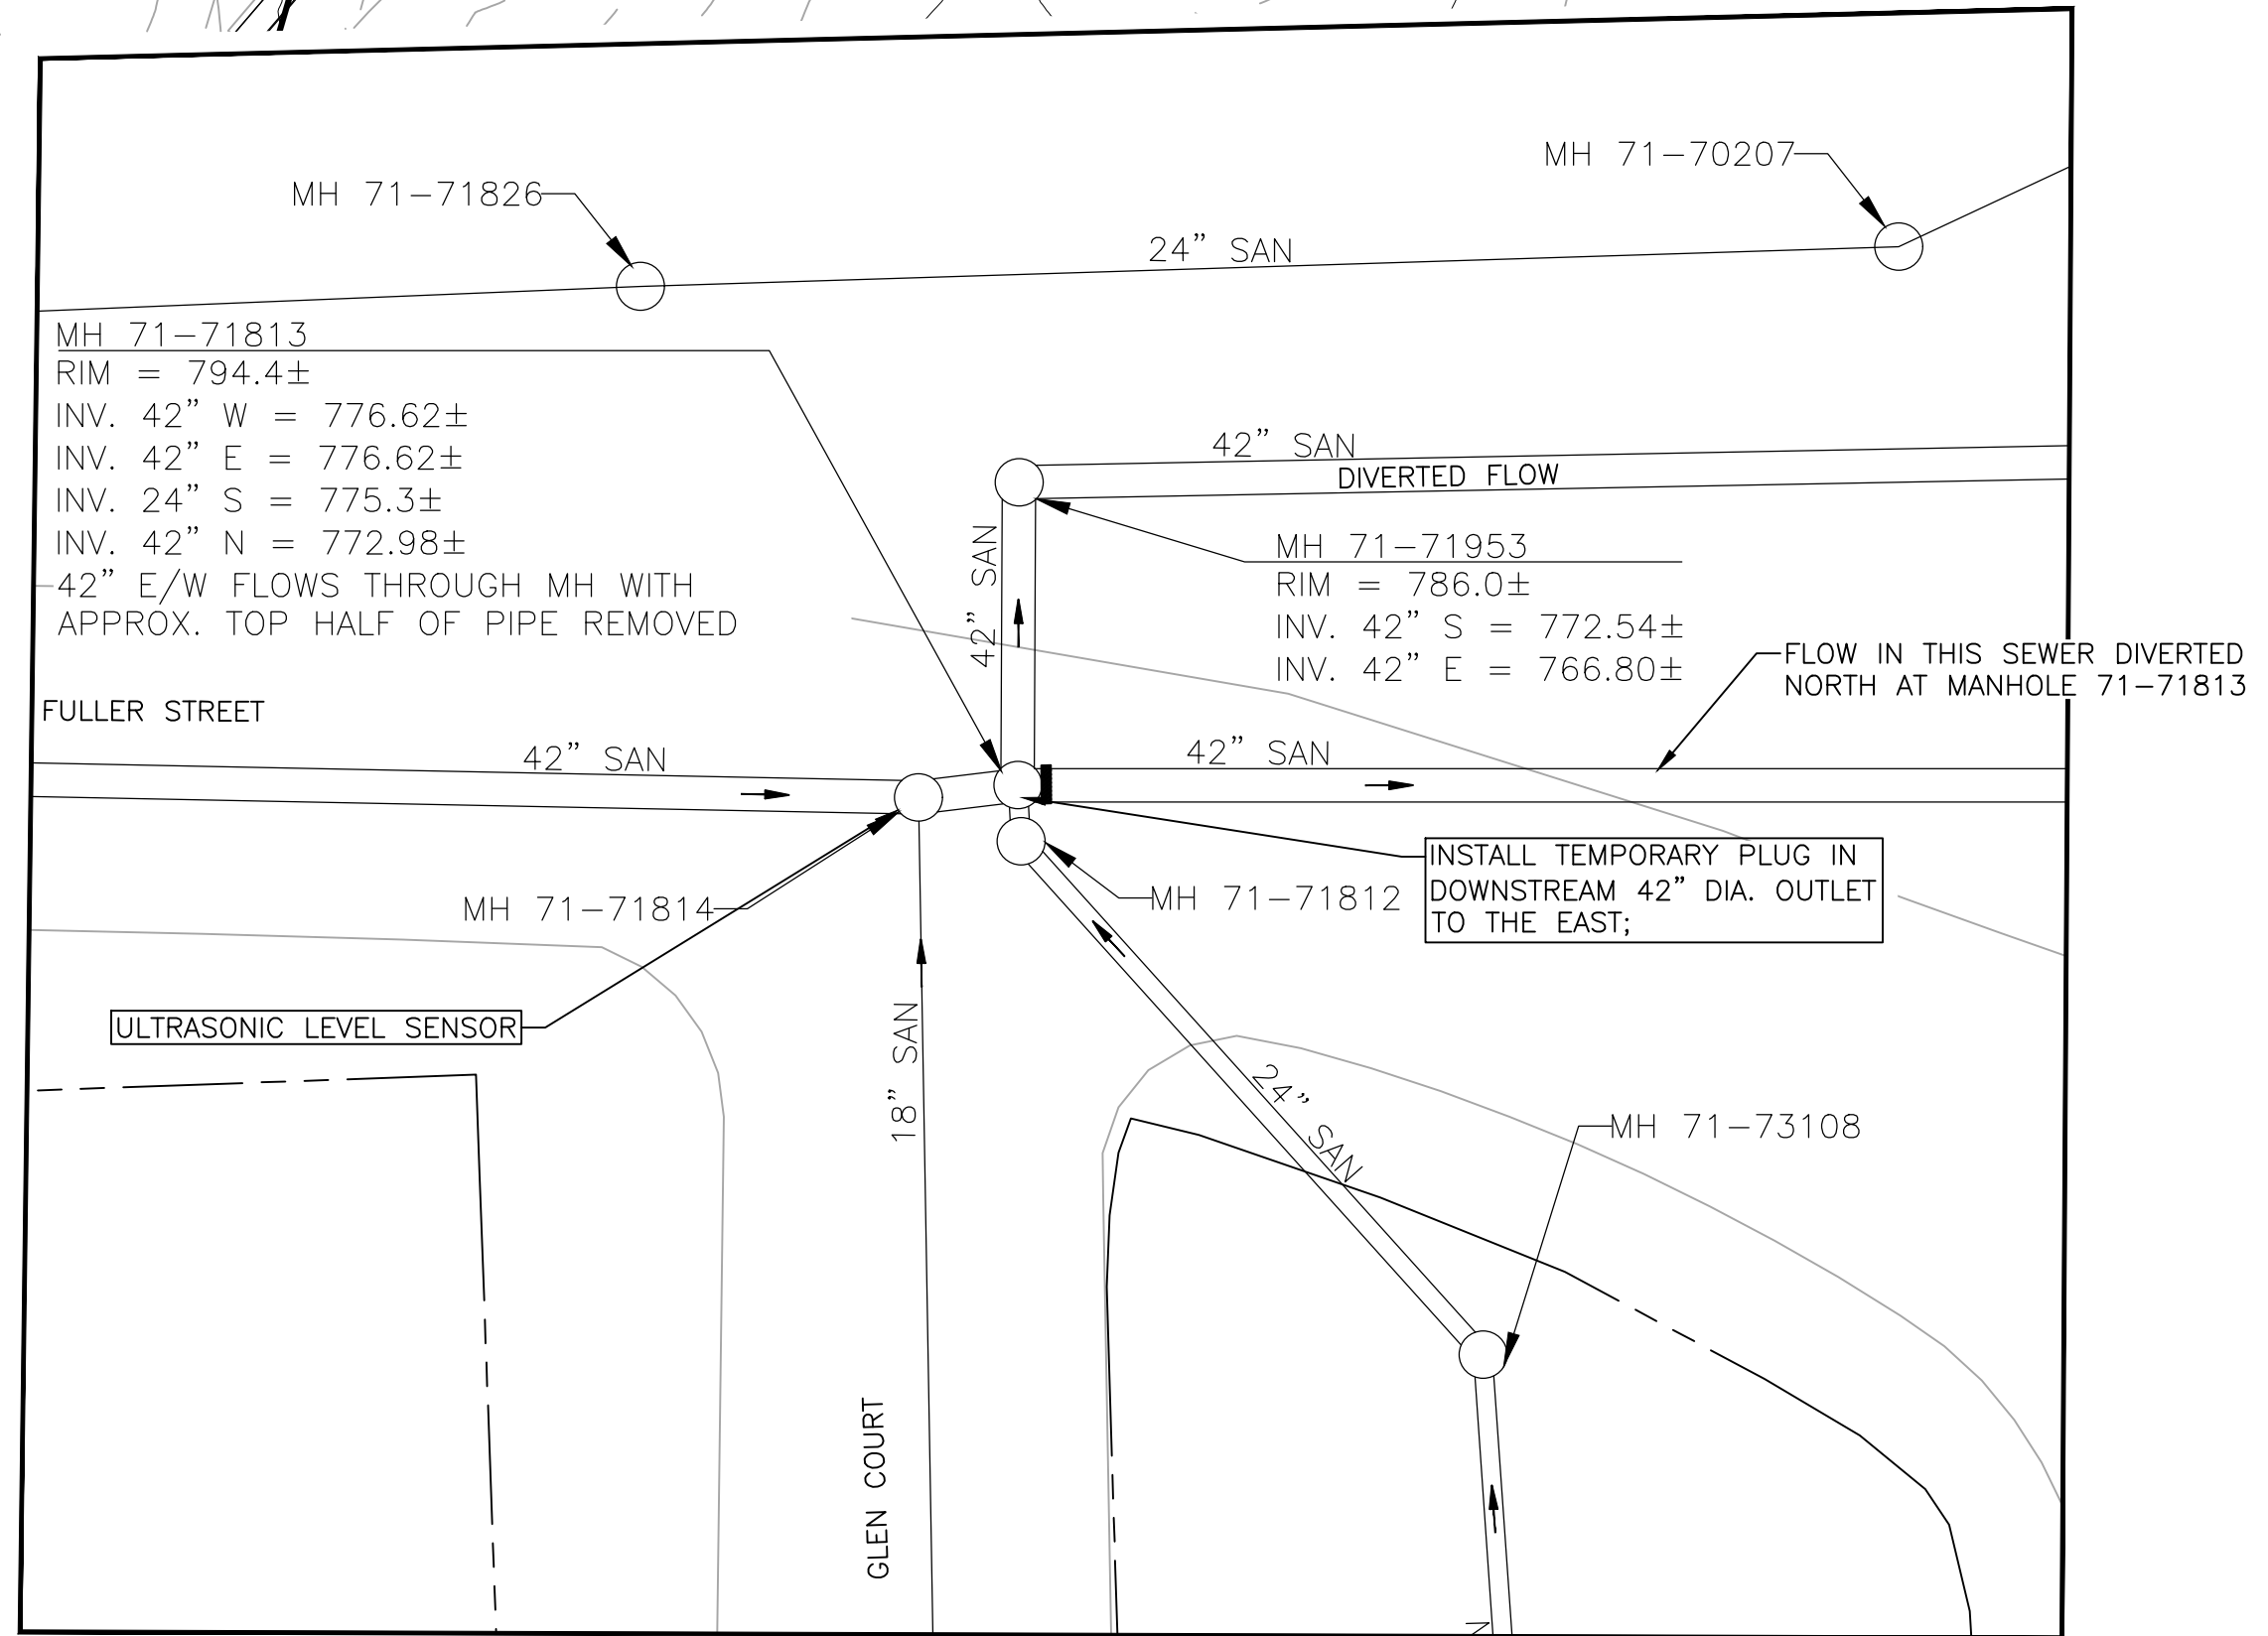 MH 71-70207
MH 71-71826
24" SAN
MH 71-71813
RIM = 794.4±
INV. 42" W = 776.62±
INV. 42" E = 776.62±
INV. 24" S = 775.3±
INV. 42" N = 772.98±
42" E/W FLOWS THROUGH MH WITH
APPROX. TOP HALF OF PIPE REMOVED
42" SAN
DIVERTED FLOW
42" SAN
MH 71-71953
RIM = 786.0±
INV. 42" S = 772.54±
INV. 42" E = 766.80±
FLOW IN THIS SEWER DIVERTED
NORTH AT MANHOLE 71-71813
FULLER STREET
42" SAN
42" SAN
INSTALL TEMPORARY PLUG IN
DOWNSTREAM 42" DIA. OUTLET
TO THE EAST;
MH 71-71814
MH 71-71812
ULTRASONIC LEVEL SENSOR
18" SAN
24" SAN
MH 71-73108
GLEN COURT
N